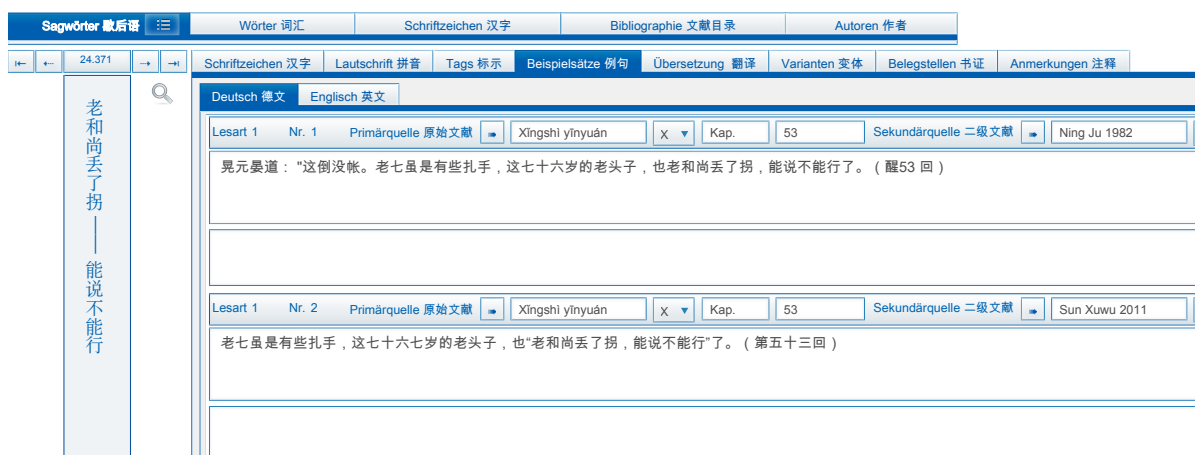 Sagwörter 歇后语 Wörter 词汇 Schriftzeichen 汉字 Bibliographie 文献目录 Autoren 作者
24.371
Schriftzeichen 汉字 Lautschrift 拼音 Tags 标示 Beispielsätze 例句 Übersetzung 翻译 Varianten 变体 Belegstellen 书证 Anmerkungen 注释
老和尚丢了拐——能说不能行
Deutsch 德文 Englisch 英文
Lesart 1 Nr. 1 Primärquelle 原始文献 Xǐngshì yīnyuán X Kap. 53 Sekundärquelle 二级文献 Ning Ju 1982
晃元晏道："这倒没帐。老七虽是有些扎手，这七十六岁的老头子，也老和尚丢了拐，能说不能行了。（醒53 回）
Lesart 1 Nr. 2 Primärquelle 原始文献 Xǐngshì yīnyuán X Kap. 53 Sekundärquelle 二级文献 Sun Xuwu 2011
老七虽是有些扎手，这七十六七岁的老头子，也“老和尚丢了拐，能说不能行”了。（第五十三回）